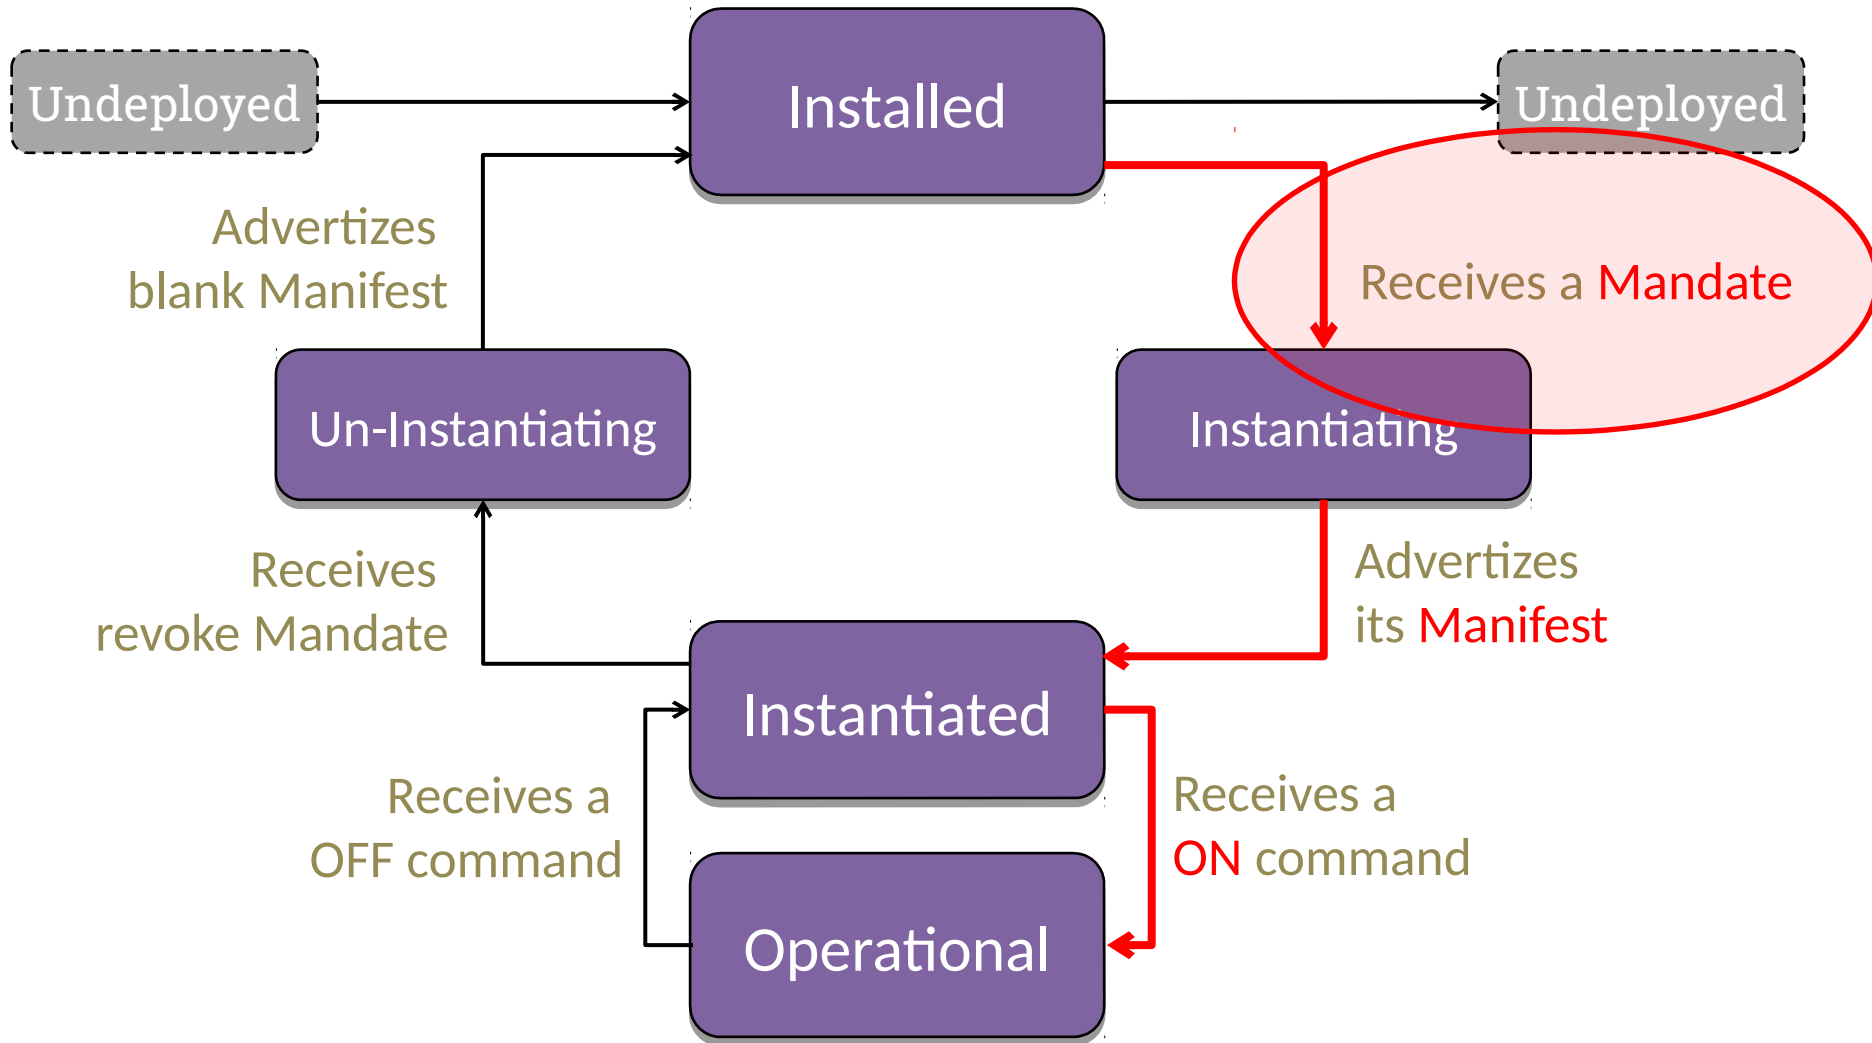 Undeployed
Installed
Undeployed
Advertizes
blank Manifest
Receives a Mandate
Un-Instantiating
Instantiating
Receives
revoke Mandate
Advertizes
its Manifest
Instantiated
Receives a
OFF command
Receives a
ON command
Operational